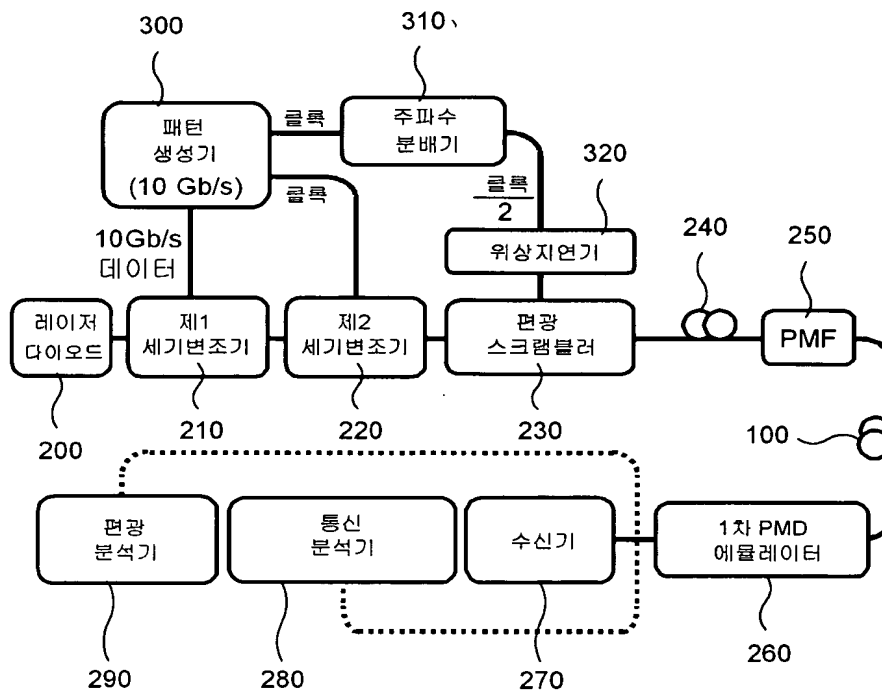 300
310
패턴
생성기
(10 Gb/s)
클록
주파수
분배기
클록
클록
2
320
위상지연기
10Gb/s
데이터
240
250
레이저
다이오드
제1
세기변조기
제2
세기변조기
편광
스크램블러
PMF
200
210
220
230
100
편광
분석기
통신
분석기
수신기
1차 PMD
에뮬레이터
290
280
270
260